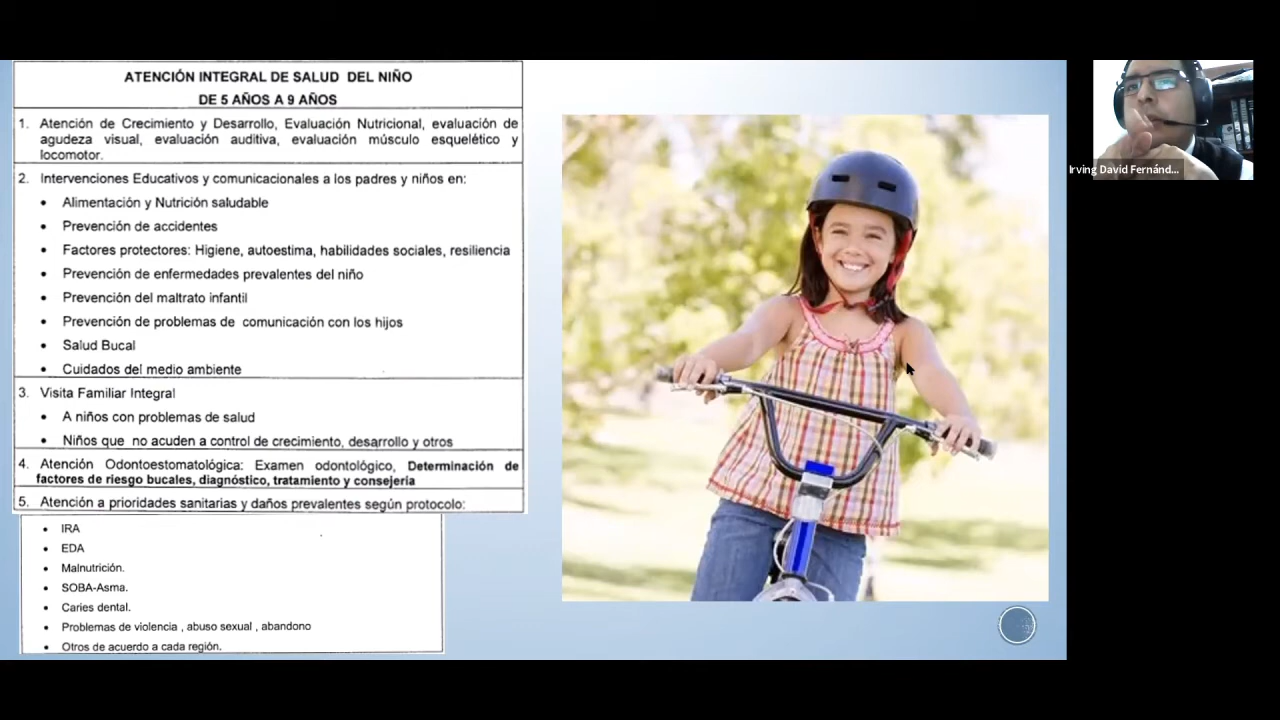 ATENCIÓN INTEGRAL DE SALUD DEL NIÑO
DE 5 AÑOS A 9 AÑOS
1. Atención de Crecimiento y Desarrollo, Evaluación Nutricional, evaluación de
agudeza visual, evaluación auditiva, evaluación músculo esquelético y
locomotor.
2. Intervenciones Educativos y comunicacionales a los padres y niños en:
• Alimentación y Nutrición saludable
• Prevención de accidentes
• Factores protectores: Higiene, autoestima, habilidades sociales, resiliencia
• Prevención de enfermedades prevalentes del niño
• Prevención del maltrato infantil
• Prevención de problemas de comunicación con los hijos
• Salud Bucal
• Cuidados del medio ambiente
3. Visita Familiar Integral
• A niños con problemas de salud
• Niños que no acuden a control de crecimiento, desarrollo y otros
4. Atención Odontoestomatológica: Examen odontológico, Determinación de
factores de riesgo bucales, diagnóstico, tratamiento y consejería
5. Atención a prioridades sanitarias y daños prevalentes según protocolo:
• IRA
• EDA
• Malnutrición.
• SOBA-Asma.
• Caries dental.
• Problemas de violencia , abuso sexual , abandono
• Otros de acuerdo a cada región.
Irving David Fernánd...